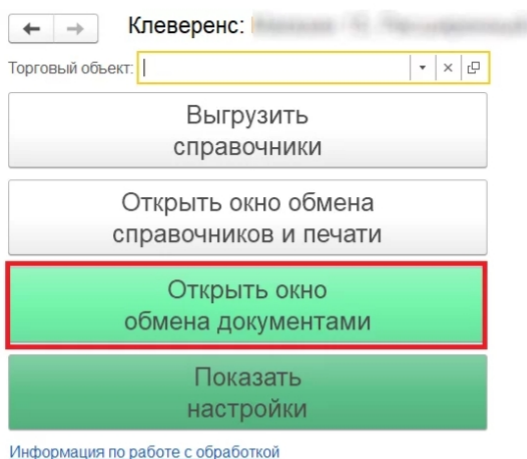 Клеверенс:
Торговый объект:
Выгрузить
справочники
Открыть окно обмена
справочников и печати
Открыть окно
обмена документами
Показать
настройки
Информация по работе с обработкой